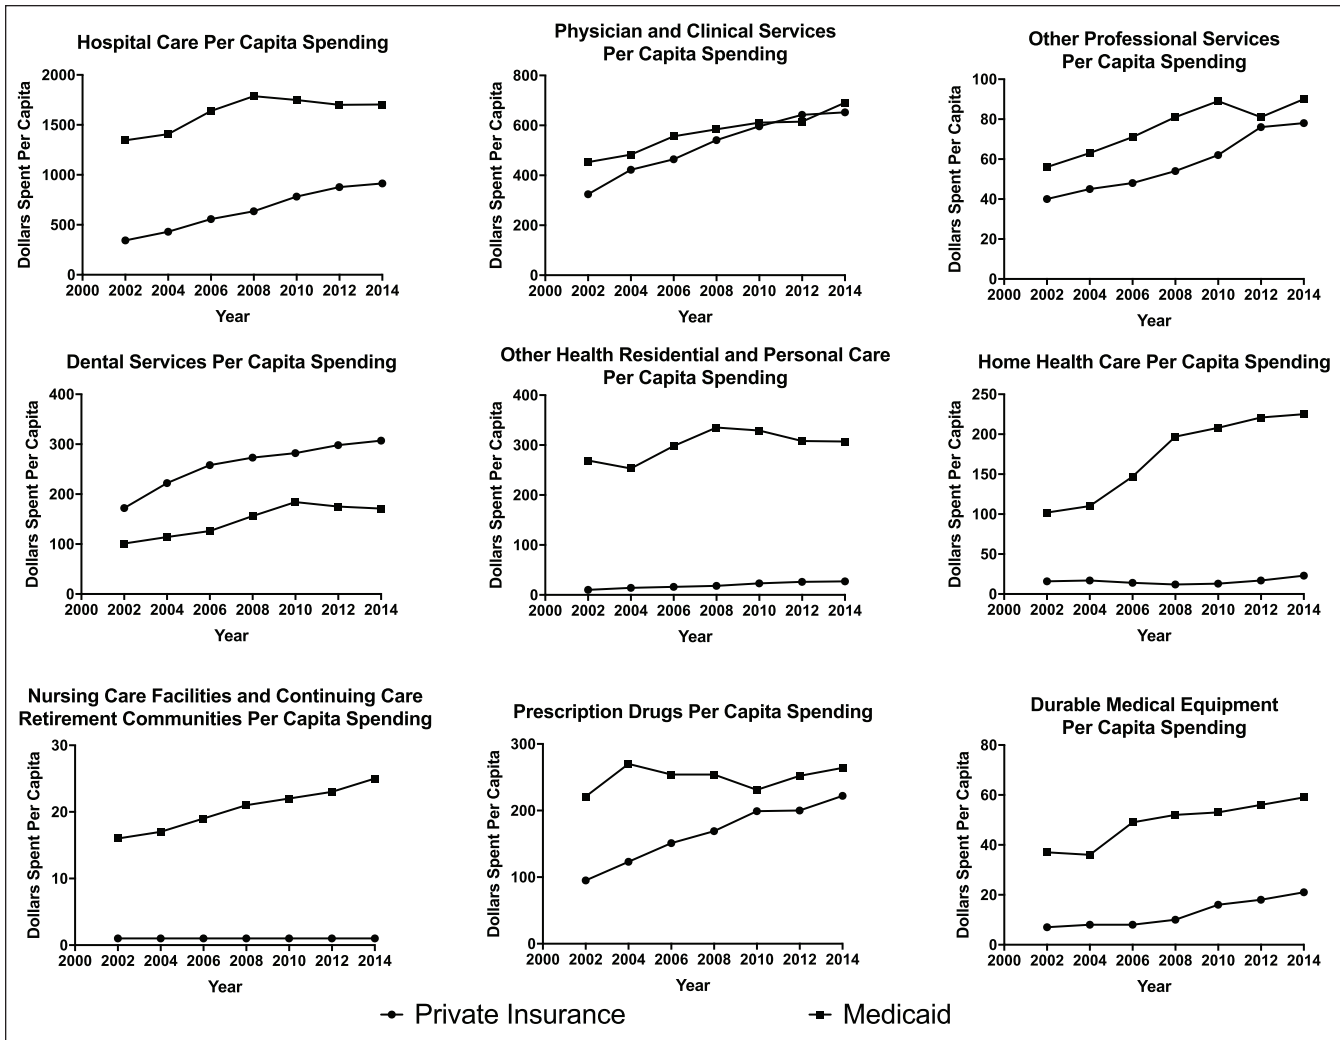 Hospital Care Per Capita Spending
Dollars Spent Per Capita
2000
1500
1000
500
0
2000 2002 2004 2006 2008 2010 2012 2014
Year
Physician and Clinical Services
Per Capita Spending
Dollars Spent Per Capita
800
600
400
200
0
2000 2002 2004 2006 2008 2010 2012 2014
Year
Other Professional Services
Per Capita Spending
Dollars Spent Per Capita
100
80
60
40
20
0
2000 2002 2004 2006 2008 2010 2012 2014
Year
Dental Services Per Capita Spending
Dollars Spent Per Capita
400
300
200
100
0
2000 2002 2004 2006 2008 2010 2012 2014
Year
Other Health Residential and Personal Care
Per Capita Spending
Dollars Spent Per Capita
400
300
200
100
0
2000 2002 2004 2006 2008 2010 2012 2014
Year
Home Health Care Per Capita Spending
Dollars Spent Per Capita
250
200
150
100
50
0
2000 2002 2004 2006 2008 2010 2012 2014
Year
Nursing Care Facilities and Continuing Care
Retirement Communities Per Capita Spending
Dollars Spent Per Capita
30
20
10
0
2000 2002 2004 2006 2008 2010 2012 2014
Year
Prescription Drugs Per Capita Spending
Dollars Spent Per Capita
300
200
100
0
2000 2002 2004 2006 2008 2010 2012 2014
Year
Durable Medical Equipment
Per Capita Spending
Dollars Spent Per Capita
80
60
40
20
0
2000 2002 2004 2006 2008 2010 2012 2014
Year
Private Insurance
Medicaid